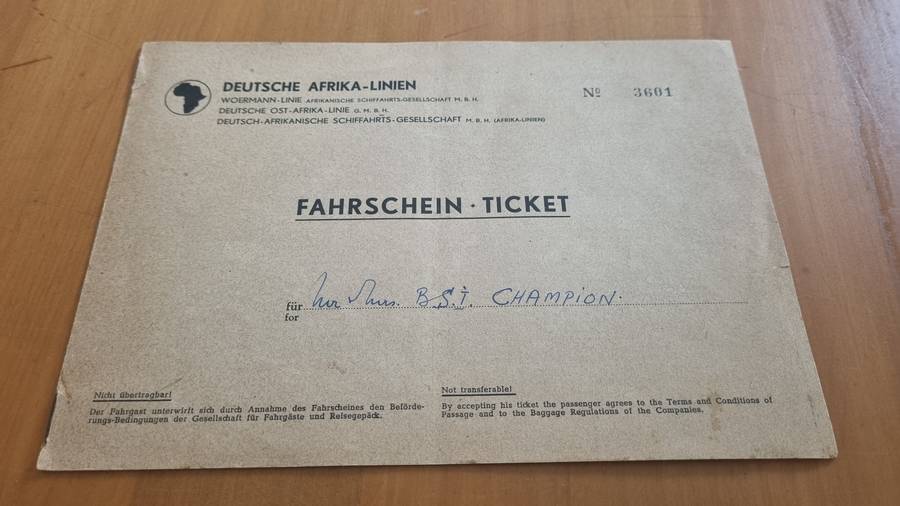 DEUTSCHE AFRIKA-LINIEN
WOERMANN-LINIE AFRIKANISCHE SCHIFFAHRTS-GESELLSCHAFT M. B. H.
DEUTSCHE OST-AFRIKA-LINIE G. M. B. H.
DEUTSCH-AFRIKANISCHE SCHIFFAHRTS-GESELLSCHAFT M. B. H. (AFRIKA-LINIEN)
Nº 3601
FAHRSCHEIN · TICKET
für Mr & Mrs. B.S.T. CHAMPION.
for
Nicht übertragbar!
Der Fahrgast unterwirft sich durch Annahme des Fahrscheines den Beförde-
rungs-Bedingungen der Gesellschaft für Fahrgäste und Reisegepäck.
Not transferable!
By accepting his ticket the passenger agrees to the Terms and Conditions of
Passage and to the Baggage Regulations of the Companies.